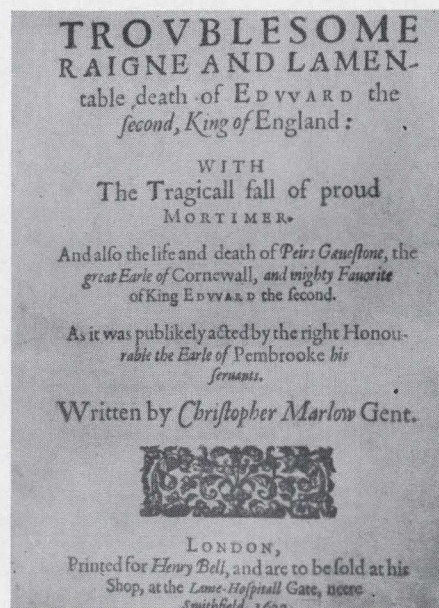 TROVBLESOME
RAIGNE AND LAMEN-
table death of EDVVARD the
ſecond, King of England:
WITH
The Tragicall fall of proud
MORTIMER.
And alſo the life and death of Peirs Gaueſtone, the
great Earle of Cornewall, and mighty Fauorite
of King EDVVARD the ſecond.
As it was publikely acted by the right Honou-
rable the Earle of Pembrooke his
ſeruants.
Written by Chriſtopher Marlow Gent.
LONDON,
Printed for Henry Bell, and are to be ſold at his
Shop, at the Lame-Hoſpitall Gate, neere
Smithfield,